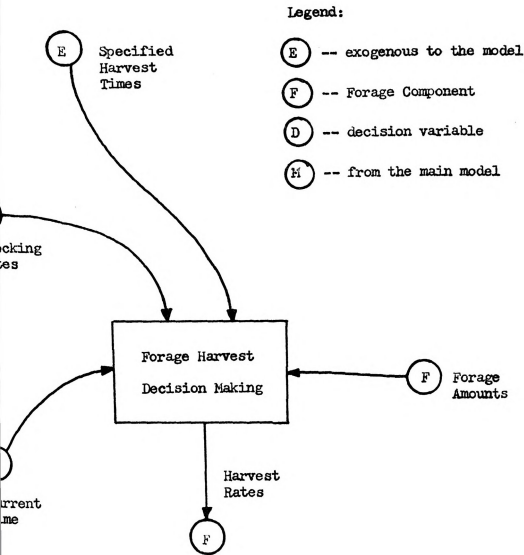 Legend:
E Specified
Harvest
Times
E -- exogenous to the model
F -- Forage Component
D -- decision variable
M -- from the main model
Forage Harvest
Decision Making
F Forage
Amounts
Harvest
Rates
F